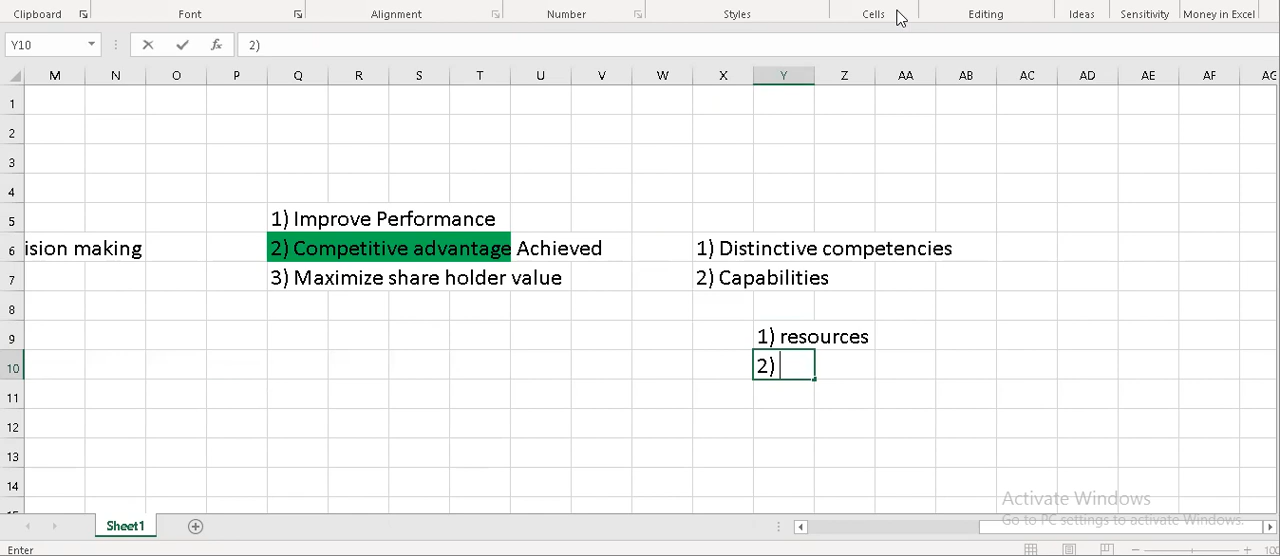 Clipboard Font Alignment Number Styles Cells Editing Ideas Sensitivity Money in Excel
Y10 fx 2)
M N O P Q R S T U V W X Y Z AA AB AC AD AE AF AG
1
2
3
4
5 1) Improve Performance
6 ision making 2) Competitive advantage Achieved 1) Distinctive competencies
7 3) Maximize share holder value 2) Capabilities
8
9 1) resources
10 2)
11
12
13
14
Activate Windows
Sheet1 Go to PC settings to activate Windows.
Enter